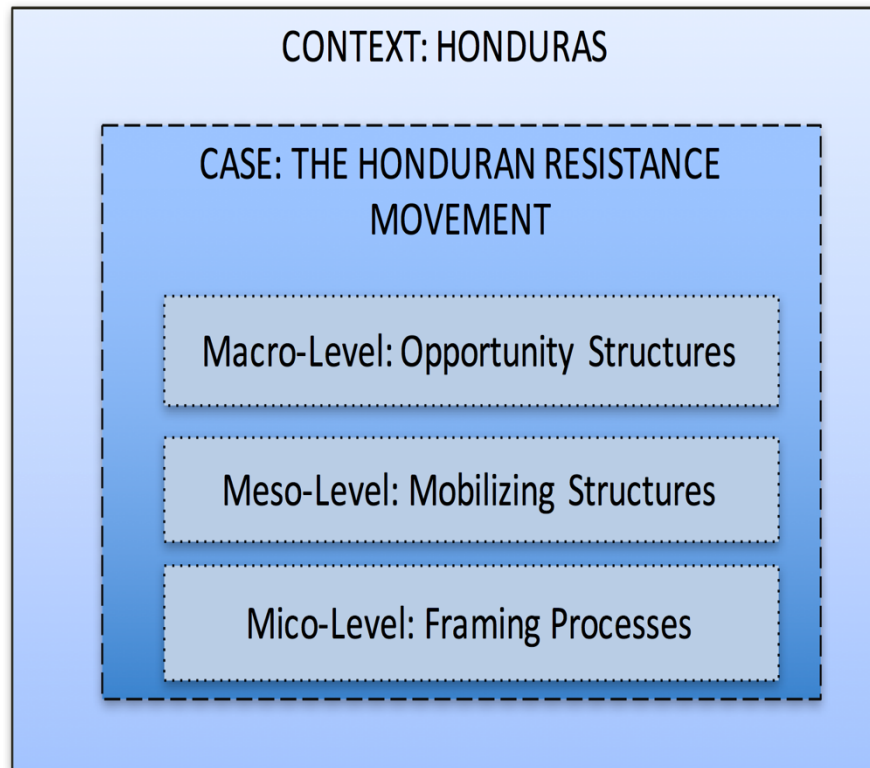 CONTEXT: HONDURAS
CASE: THE HONDURAN RESISTANCE
MOVEMENT
Macro-Level: Opportunity Structures
Meso-Level: Mobilizing Structures
Mico-Level: Framing Processes